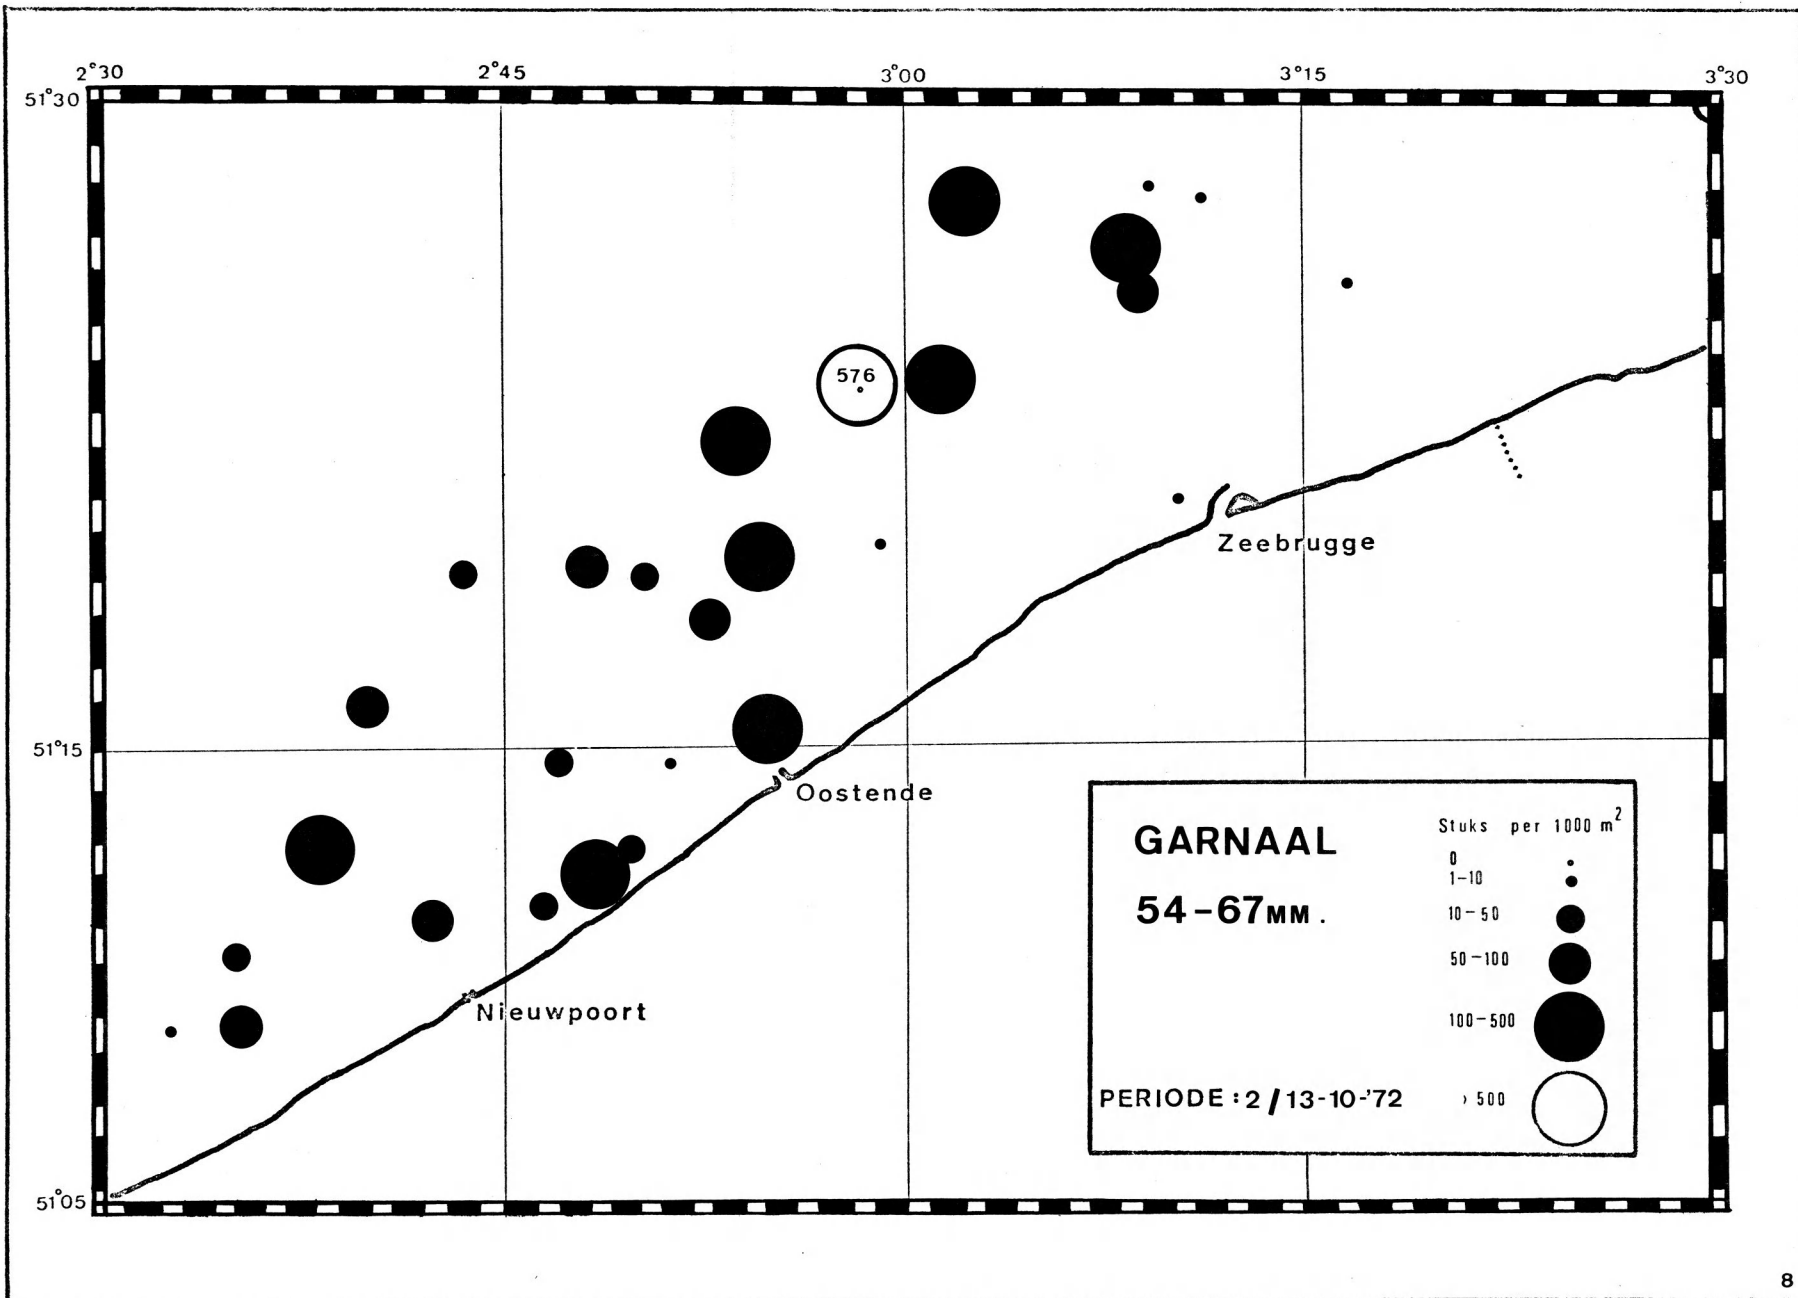 2°30 2°45 3°00 3°15 3°30
51°30
576
Zeebrugge
51°15
Oostende
GARNAAL
54-67MM.
Stuks per 1000 m²
0
1-10
10-50
50-100
100-500
> 500
PERIODE : 2 / 13-10-'72
Nieuwpoort
51°05
8